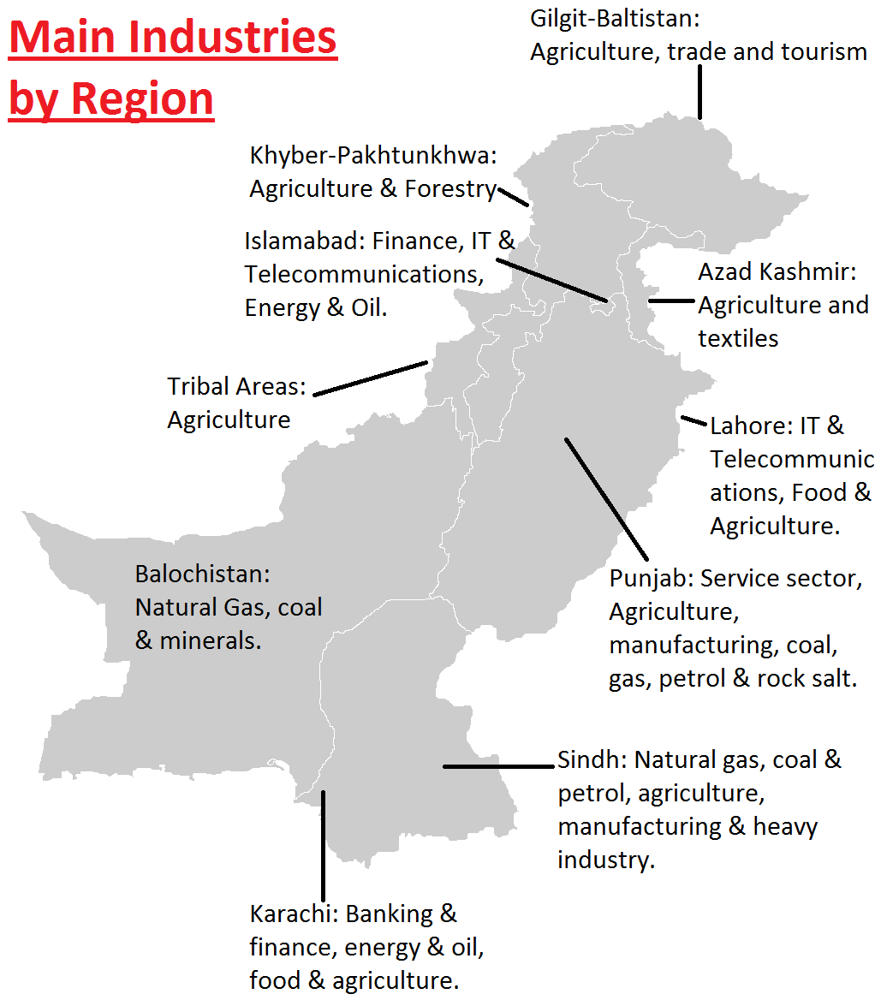 Main Industries
by Region
Gilgit-Baltistan:
Agriculture, trade and tourism
Khyber-Pakhtunkhwa:
Agriculture & Forestry
Islamabad: Finance, IT &
Telecommunications,
Energy & Oil.
Azad Kashmir:
Agriculture and
textiles
Tribal Areas:
Agriculture
Lahore: IT &
Telecommunic
ations, Food &
Agriculture.
Balochistan:
Natural Gas, coal
& minerals.
Punjab: Service sector,
Agriculture,
manufacturing, coal,
gas, petrol & rock salt.
Sindh: Natural gas, coal &
petrol, agriculture,
manufacturing & heavy
industry.
Karachi: Banking &
finance, energy & oil,
food & agriculture.